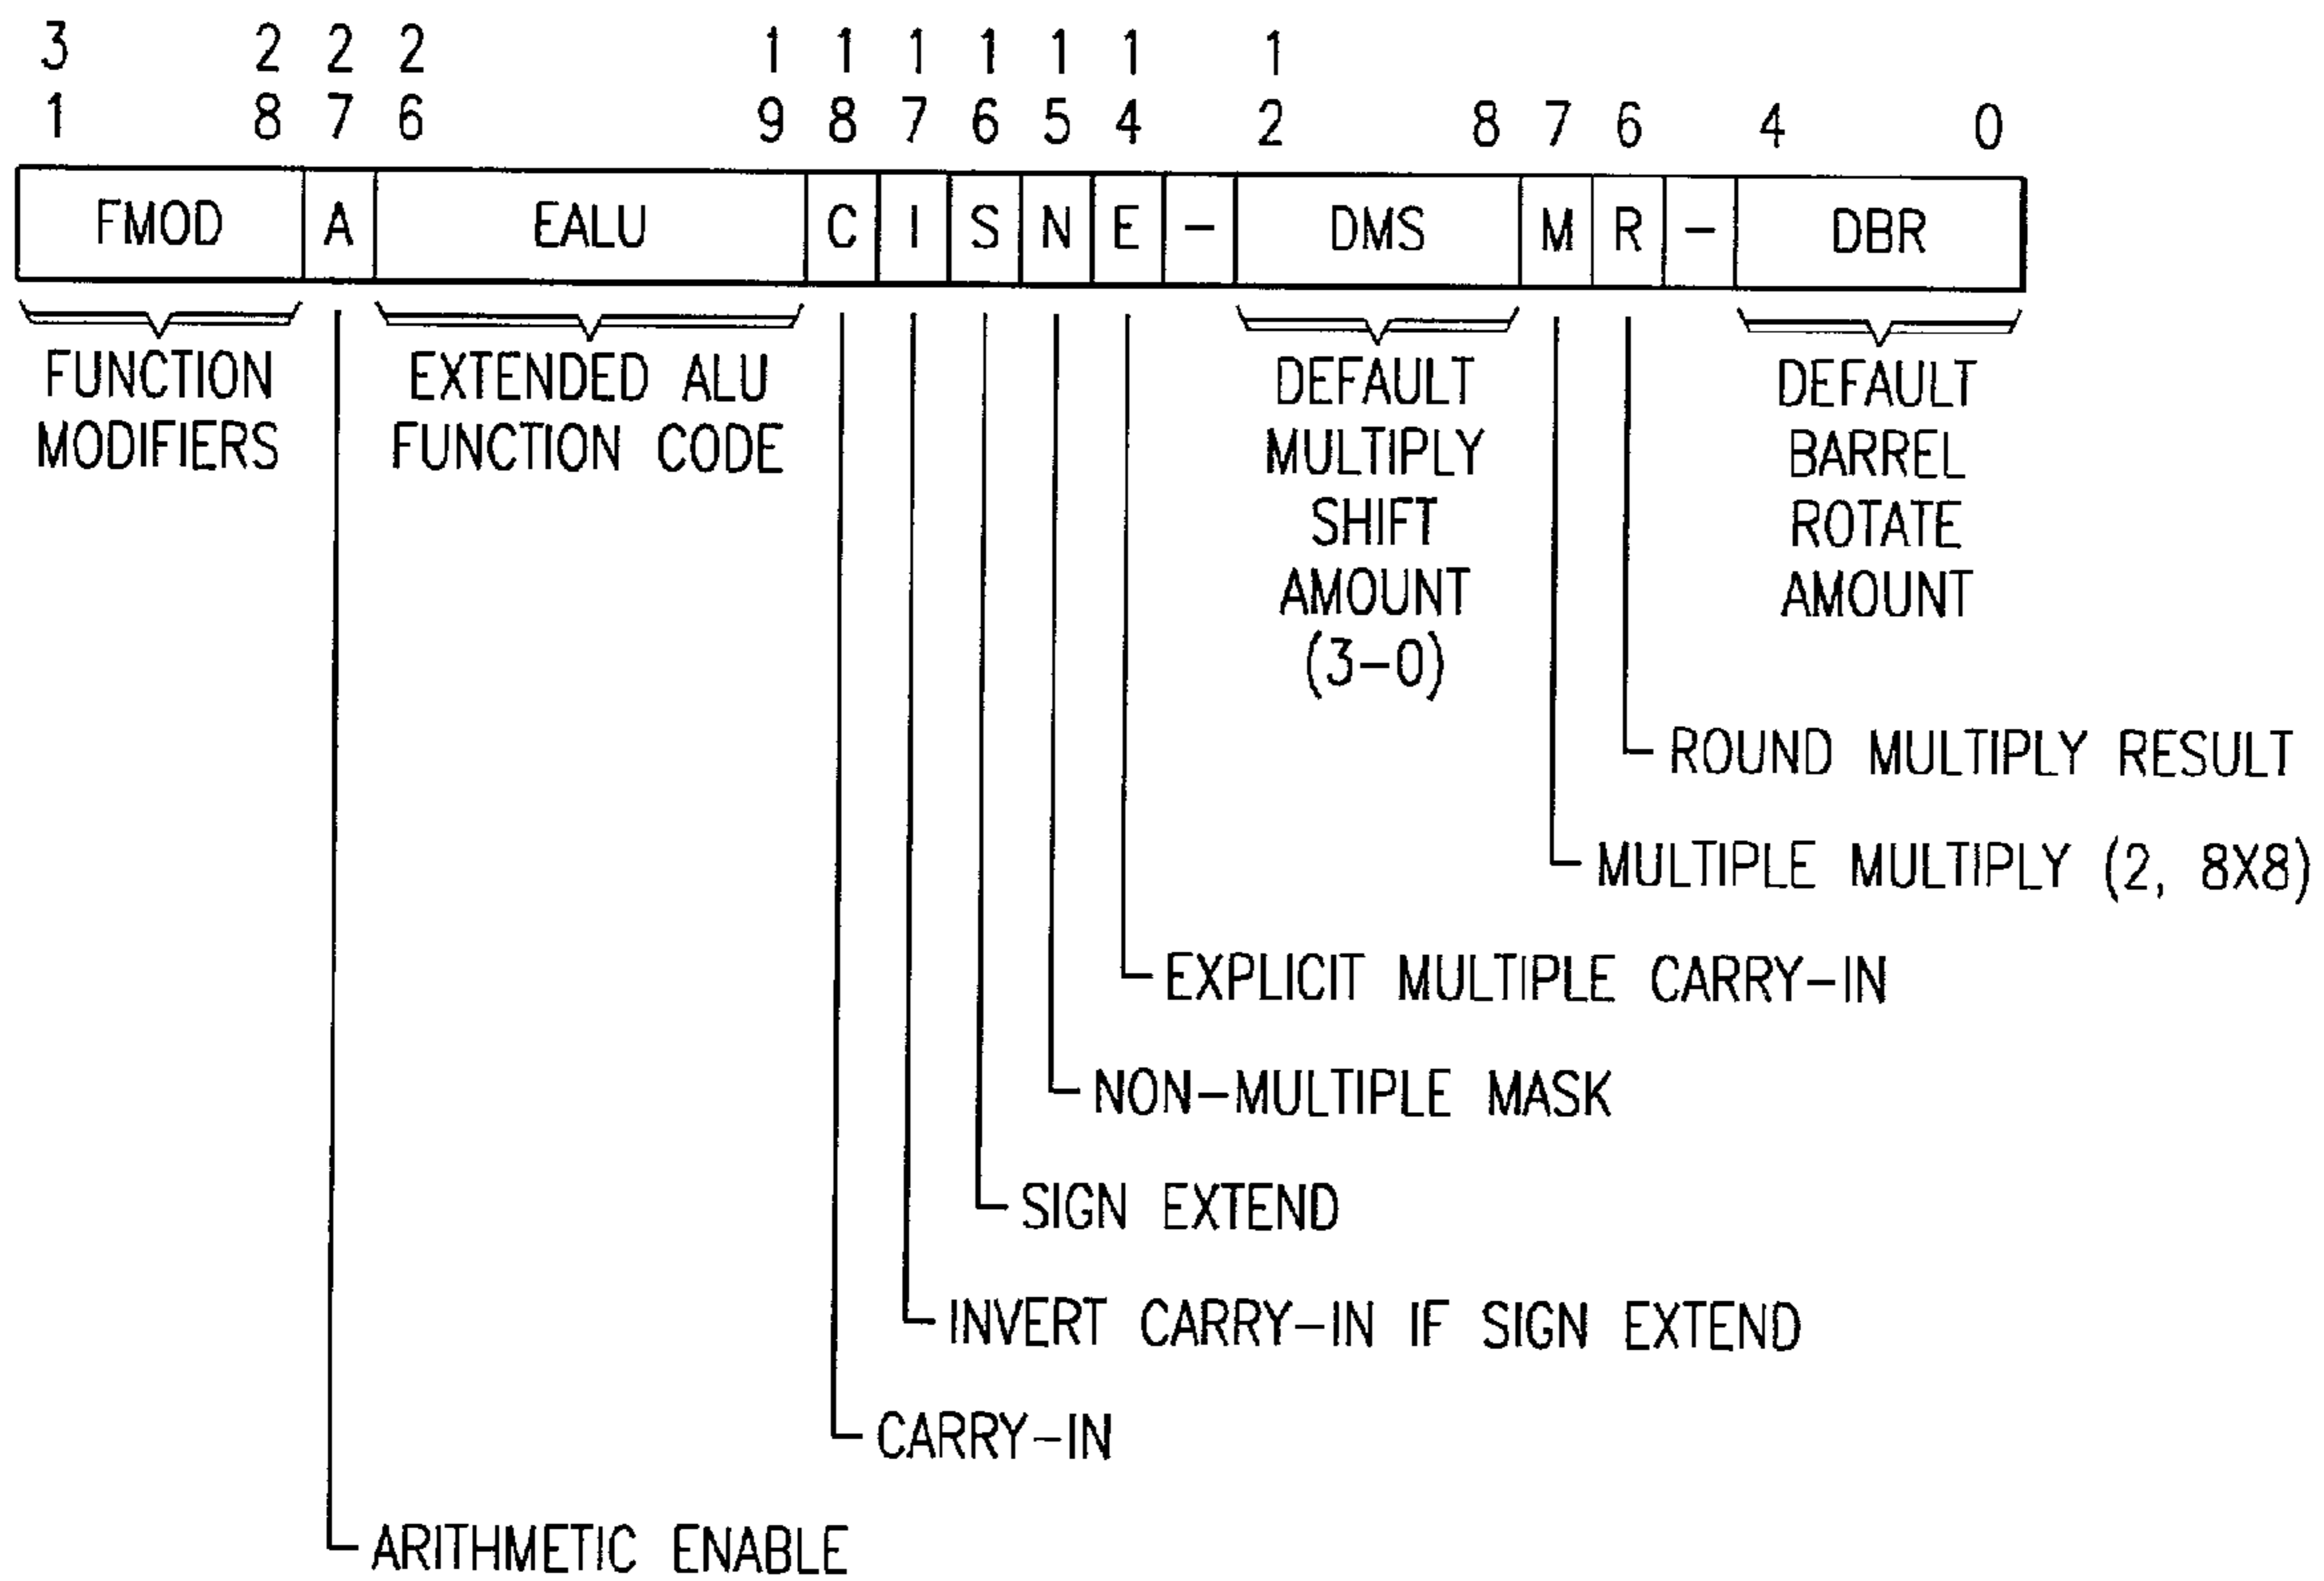 3 2 2 2 1 1 1 1 1 1 1
1 8 7 6 9 8 7 6 5 4 2 8 7 6 4 0
FMOD A EALU C I S N E - DMS M R - DBR
FUNCTION EXTENDED ALU DEFAULT DEFAULT
MODIFIERS FUNCTION CODE MULTIPLY BARREL
SHIFT ROTATE
AMOUNT AMOUNT
(3-0)
ROUND MULTIPLY RESULT
MULTIPLE MULTIPLY (2, 8X8)
EXPLICIT MULTIPLE CARRY-IN
NON-MULTIPLE MASK
SIGN EXTEND
INVERT CARRY-IN IF SIGN EXTEND
CARRY-IN
ARITHMETIC ENABLE